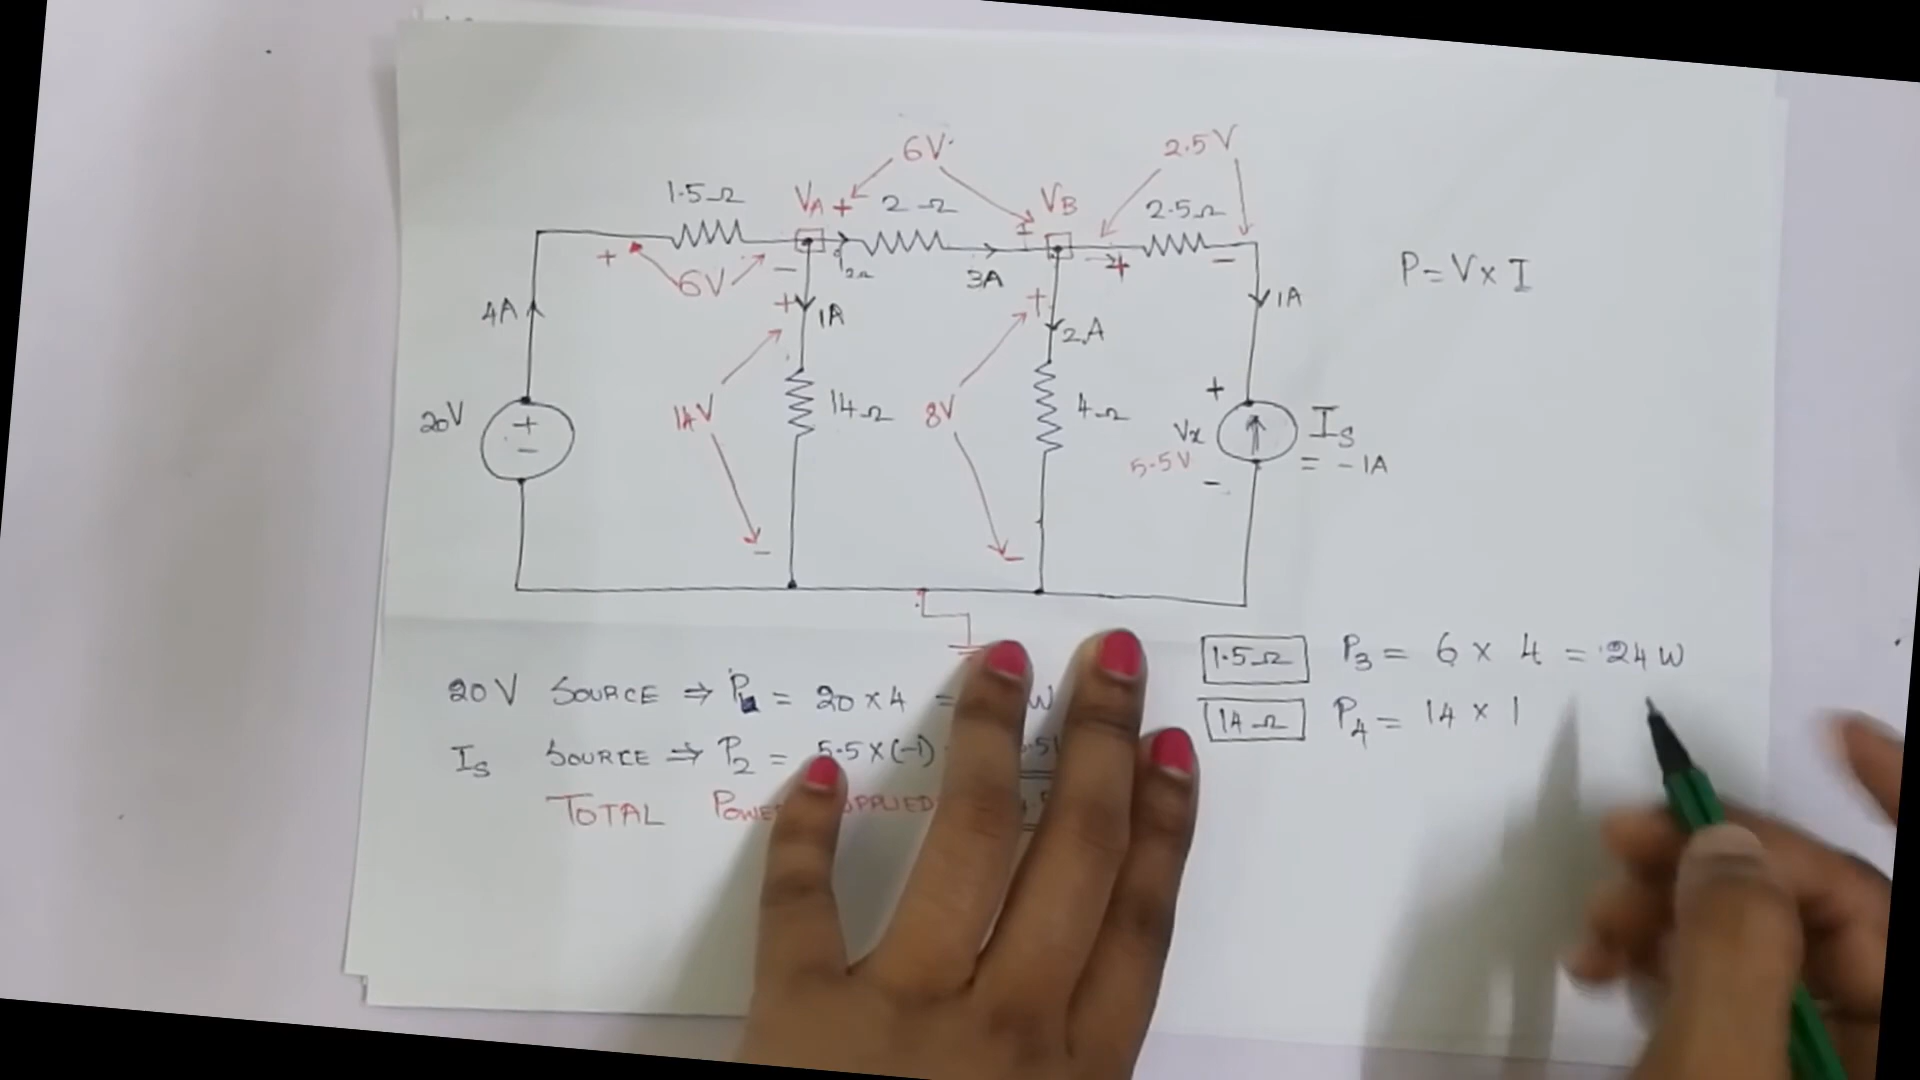 6V
2.5V
1.5Ω VA + 2Ω VB 2.5Ω
+ 6V - I2Ω 3A + -
P = V x I
4A + 1A + 2A 1A
20V + - 14V 14Ω 8V 4Ω + Vx 5.5V - IS = -1A
- -
1.5Ω P3 = 6 x 4 = 24 W
14Ω P4 = 14 x 1
20 V SOURCE ⇒ P1 = 20 x 4 = W
IS SOURCE ⇒ P2 = 5.5 x (-1)
TOTAL